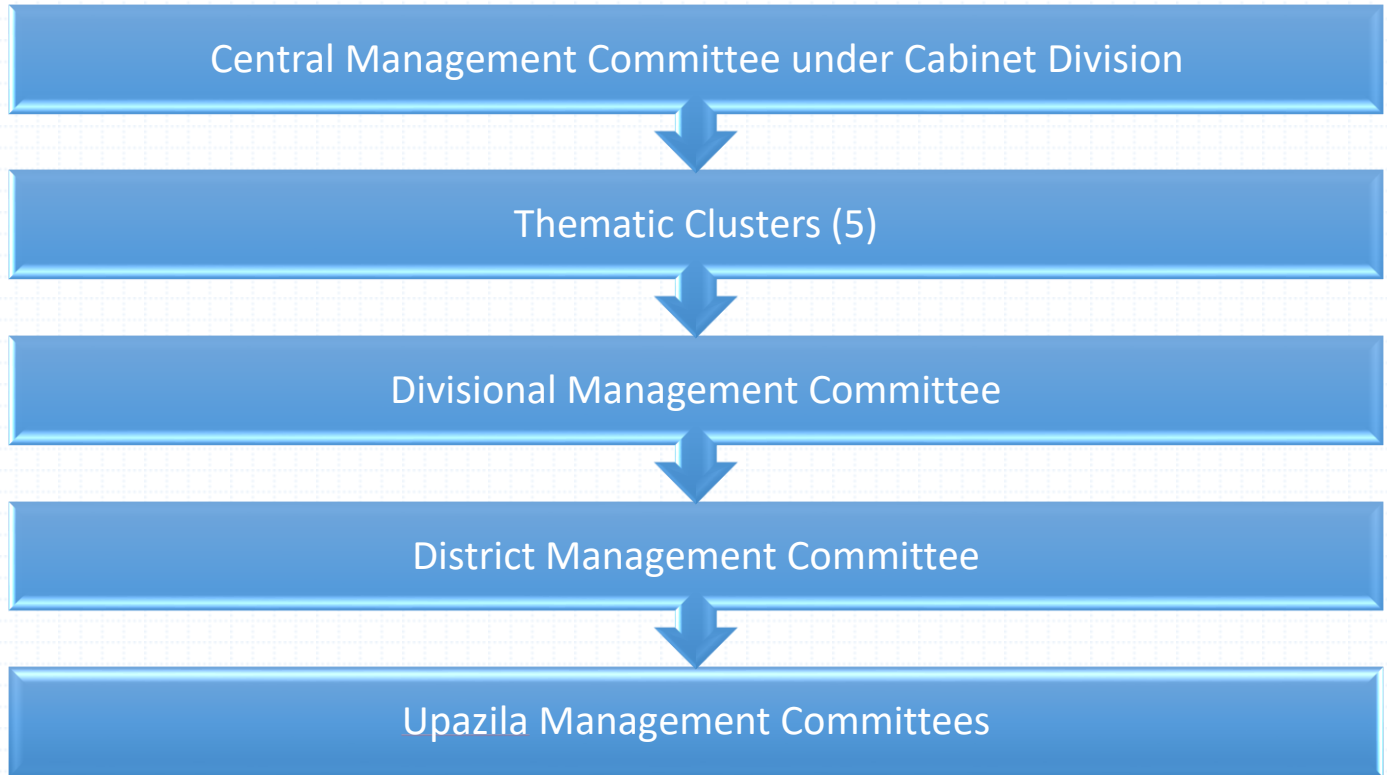 Central Management Committee under Cabinet Division
Thematic Clusters (5)
Divisional Management Committee
District Management Committee
Upazila Management Committees